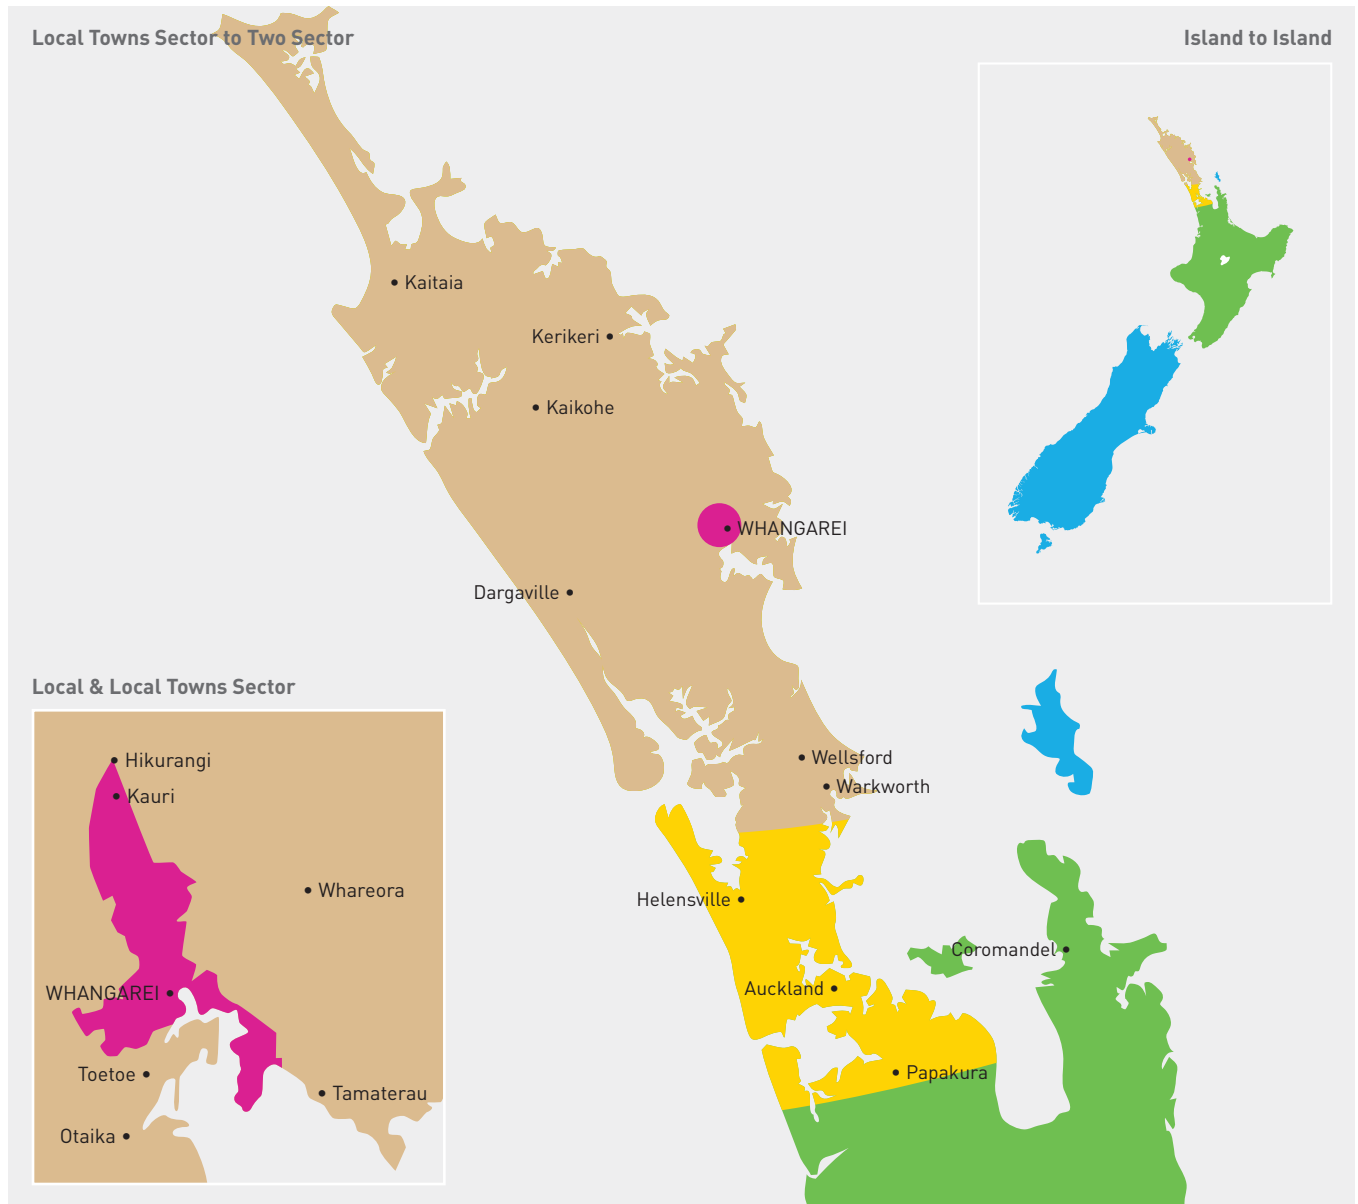 Local Towns Sector to Two Sector
Island to Island
Kaitaia
Kerikeri
Kaikohe
WHANGAREI
Dargaville
Local & Local Towns Sector
Hikurangi
Kauri
Whareora
WHANGAREI
Toetoe
Tamaterau
Otaika
Wellsford
Warkworth
Helensville
Coromandel
Auckland
Papakura